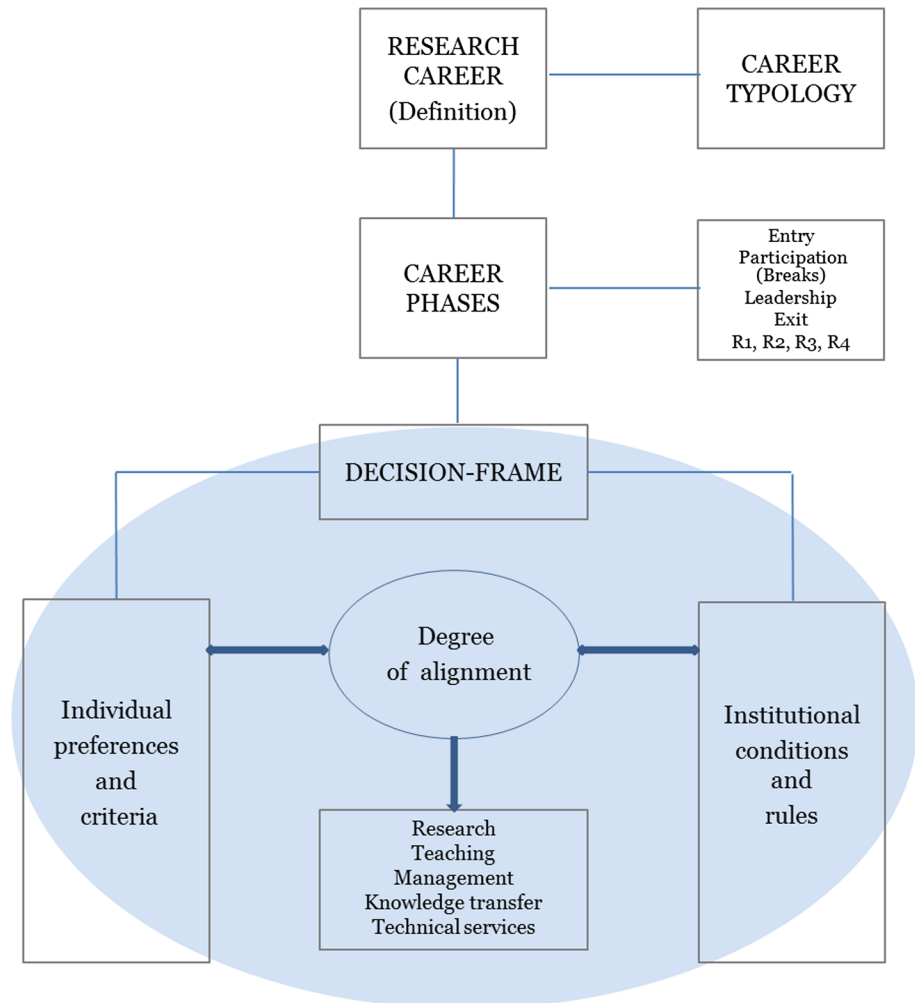 RESEARCH
CAREER
(Definition)
CAREER
TYPOLOGY
CAREER
PHASES
Entry
Participation
(Breaks)
Leadership
Exit
R1, R2, R3, R4
DECISION-FRAME
Degree
of alignment
Individual
preferences
and
criteria
Institutional
conditions
and
rules
Research
Teaching
Management
Knowledge transfer
Technical services